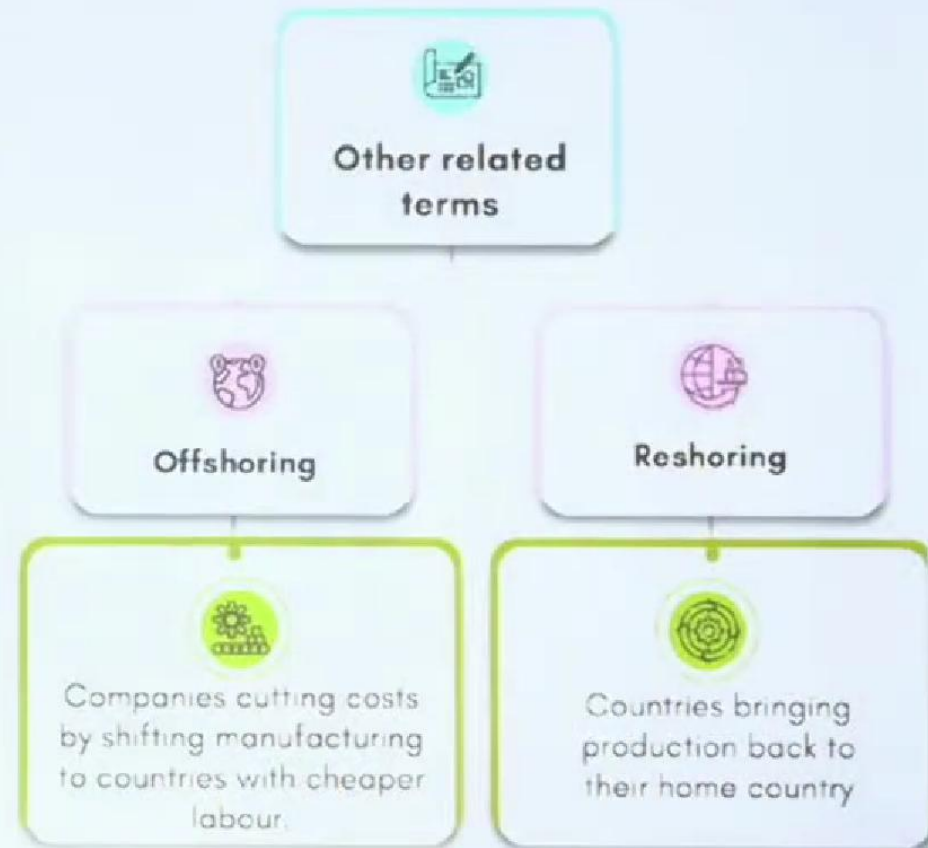 Other related
terms
Offshoring
Reshoring
Companies cutting costs
by shifting manufacturing
to countries with cheaper
labour.
Countries bringing
production back to
their home country